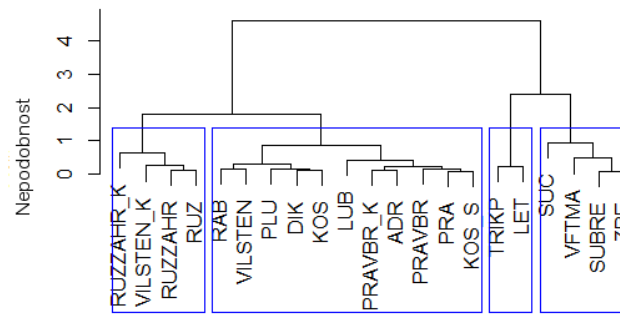 Nepodobnost
4
3
2
1
0
RUZZAHR_K
VILSTEN_K
RUZZAHR
RUZ
RAB
VILSTEN
PLU
DIK
KOS
LUB
PRAVBR_K
ADR
PRAVBR
PRA
KOS_S
TRIKP
LET
SUC
VFTMA
SUBRE